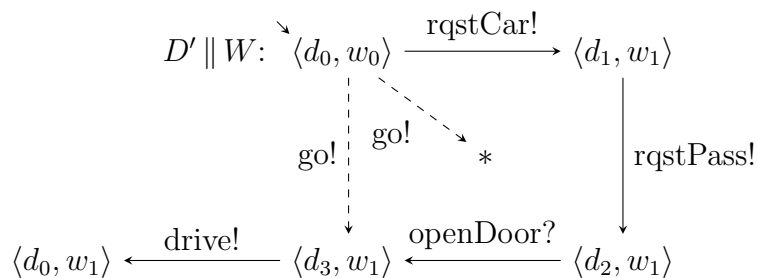 D′ ∥ W: ⟨d₀, w₀⟩ rqstCar! ⟨d₁, w₁⟩
go! go! * rqstPass!
⟨d₀, w₁⟩ drive! ⟨d₃, w₁⟩ openDoor? ⟨d₂, w₁⟩